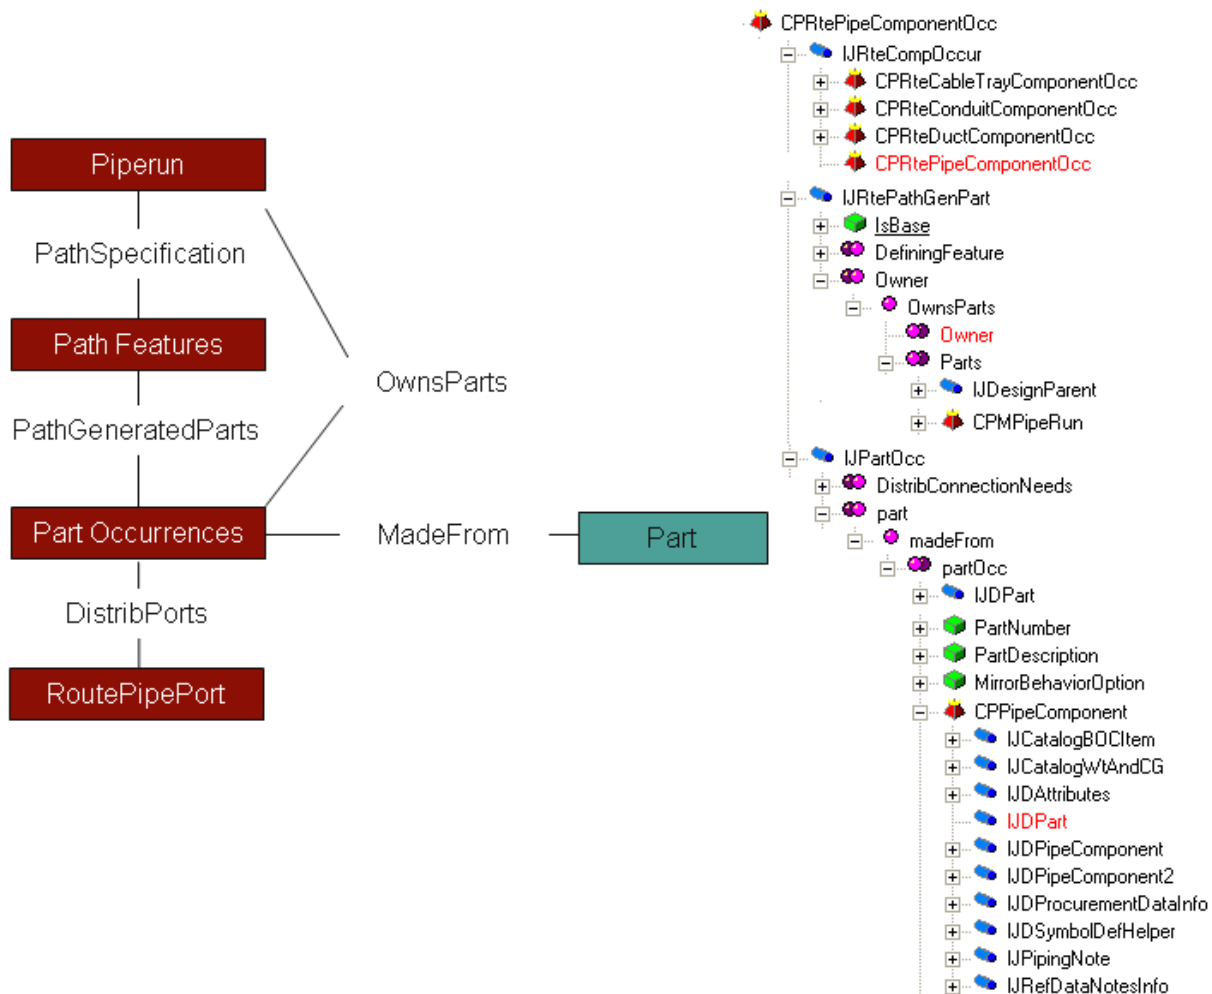 Piperun
PathSpecification
Path Features
OwnsParts
PathGeneratedParts
Part Occurrences
MadeFrom
Part
DistribPorts
RoutePipePort
CPRtePipeComponentOcc
IJRteCompOccur
CPRteCableTrayComponentOcc
CPRteConduitComponentOcc
CPRteDuctComponentOcc
CPRtePipeComponentOcc
IJRtePathGenPart
IsBase
DefiningFeature
Owner
OwnsParts
Owner
Parts
IJDesignParent
CPMPipeRun
IJPartOcc
DistribConnectionNeeds
part
madeFrom
partOcc
IJDPart
PartNumber
PartDescription
MirrorBehaviorOption
CPPipeComponent
IJCatalogBOCItem
IJCatalogWtAndCG
IJDAttributes
IJDPart
IJDPipeComponent
IJDPipeComponent2
IJDProcurementDataInfo
IJDSymbolDefHelper
IJPipingNote
IJRefDataNotesInfo